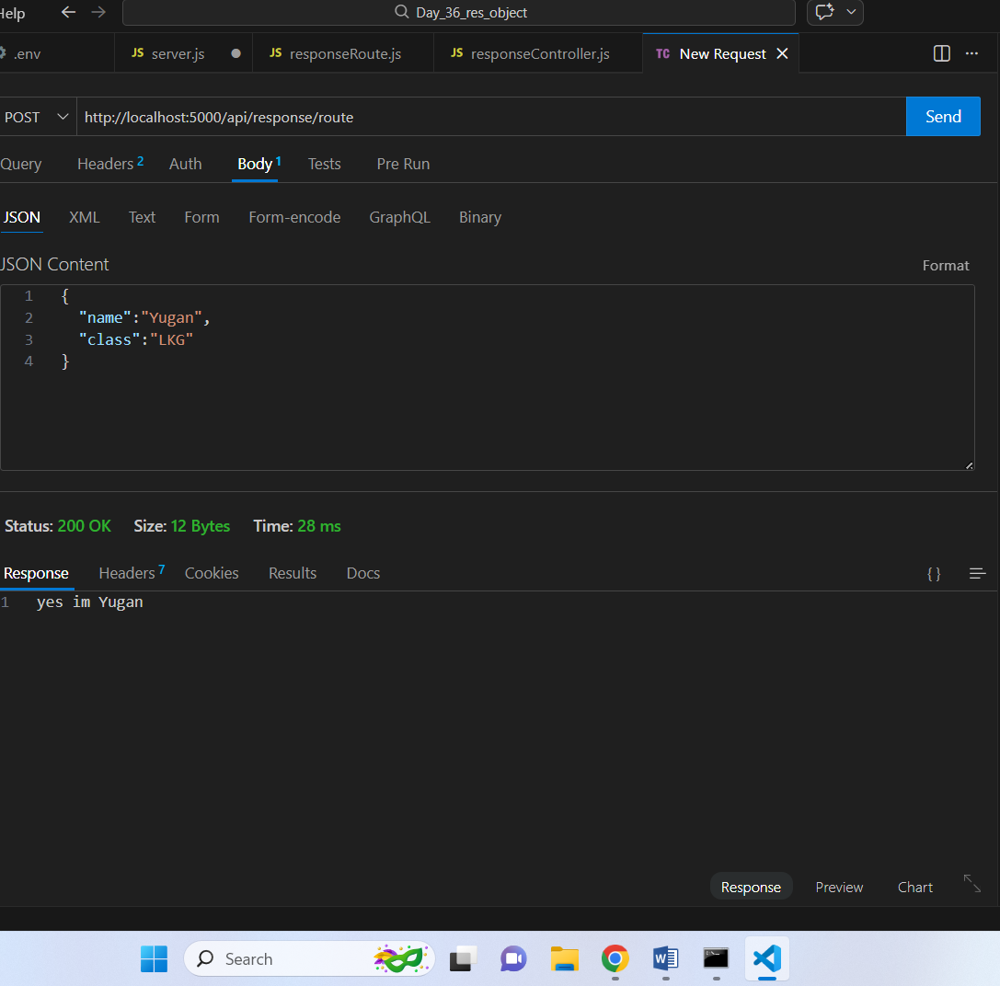 Help
Day_36_res_object
.env
JS server.js
JS responseRoute.js
JS responseController.js
TC New Request
POST
http://localhost:5000/api/response/route
Send
Query Headers 2 Auth Body 1 Tests Pre Run
JSON XML Text Form Form-encode GraphQL Binary
JSON Content
Format
1 {
2 "name":"Yugan",
3 "class":"LKG"
4 }
Status: 200 OK Size: 12 Bytes Time: 28 ms
Response Headers 7 Cookies Results Docs { }
1 yes im Yugan
Response Preview Chart
Search
W